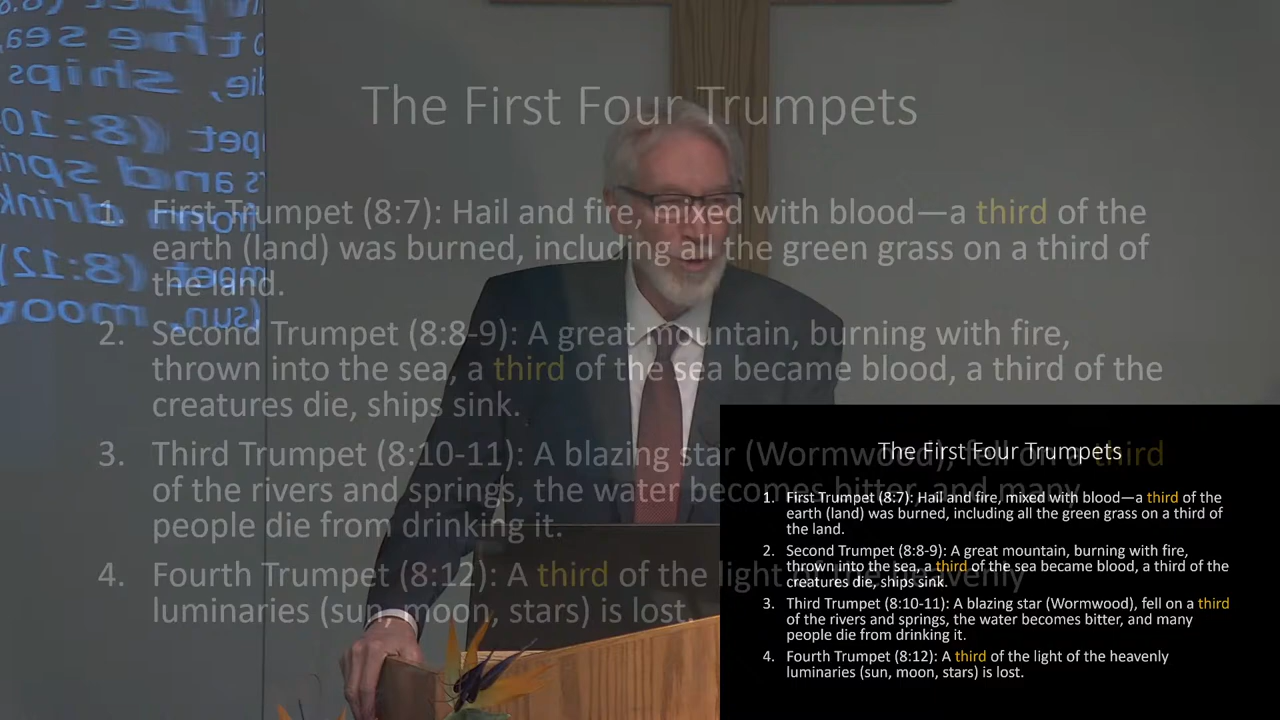 The First Four Trumpets
1. First Trumpet (8:7): Hail and fire, mixed with blood—a third of the
earth (land) was burned, including all the green grass on a third of
the land.
2. Second Trumpet (8:8-9): A great mountain, burning with fire,
thrown into the sea, a third of the sea became blood, a third of the
creatures die, ships sink.
3. Third Trumpet (8:10-11): A blazing star (Wormwood), fell on a third
of the rivers and springs, the water becomes bitter, and many
people die from drinking it.
4. Fourth Trumpet (8:12): A third of the light of the heavenly
luminaries (sun, moon, stars) is lost.
The First Four Trumpets
1. First Trumpet (8:7): Hail and fire, mixed with blood—a third of the
earth (land) was burned, including all the green grass on a third of
the land.
2. Second Trumpet (8:8-9): A great mountain, burning with fire,
thrown into the sea, a third of the sea became blood, a third of the
creatures die, ships sink.
3. Third Trumpet (8:10-11): A blazing star (Wormwood), fell on a third
of the rivers and springs, the water becomes bitter, and many
people die from drinking it.
4. Fourth Trumpet (8:12): A third of the light of the heavenly
luminaries (sun, moon, stars) is lost.